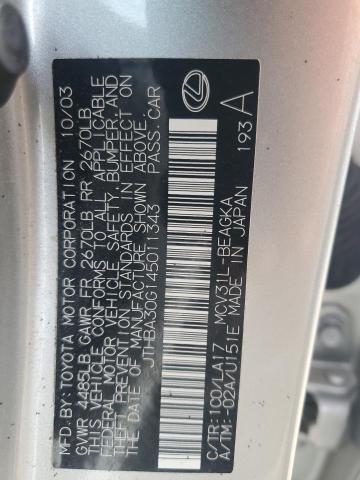 MFD. BY: TOYOTA MOTOR CORPORATION 10/03
GVWR 4485LB GAWR FR 2670LB RR 2670LB
THIS VEHICLE CONFORMS TO ALL APPLICABLE
FEDERAL MOTOR VEHICLE SAFETY, BUMPER, AND
THEFT PREVENTION STANDARDS IN EFFECT ON
THE DATE OF MANUFACTURE SHOWN ABOVE.
JTHBA30G145011343 PASS. CAR
C/TR: 1C0/LA17 MCV31L-BEAGKA
A/TM: -02A/U151E MADE IN JAPAN 193
A